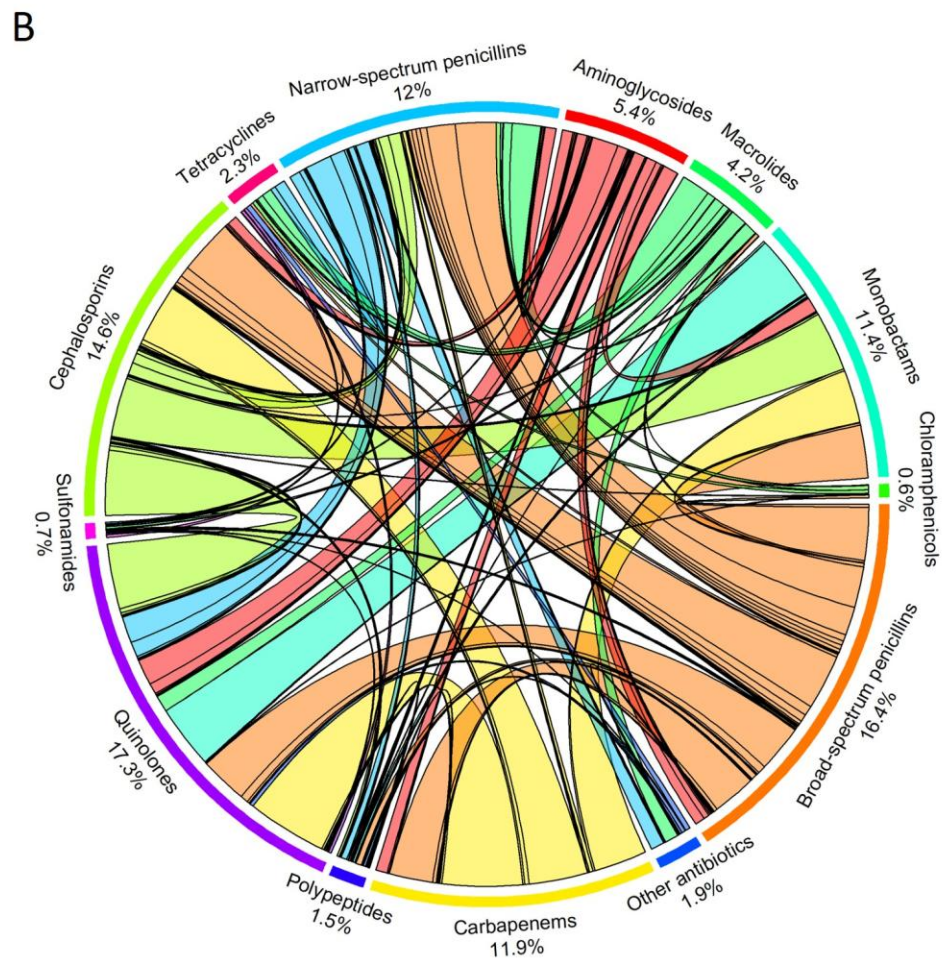 B
Narrow-spectrum penicillins
12%
Aminoglycosides
5.4%
Macrolides
4.2%
Monobactams
11.4%
Chloramphenicols
0.6%
Broad-spectrum penicillins
16.4%
Other antibiotics
1.9%
Carbapenems
11.9%
Polypeptides
1.5%
Quinolones
17.3%
Sulfonamides
0.7%
Cephalosporins
14.6%
Tetracyclines
2.3%